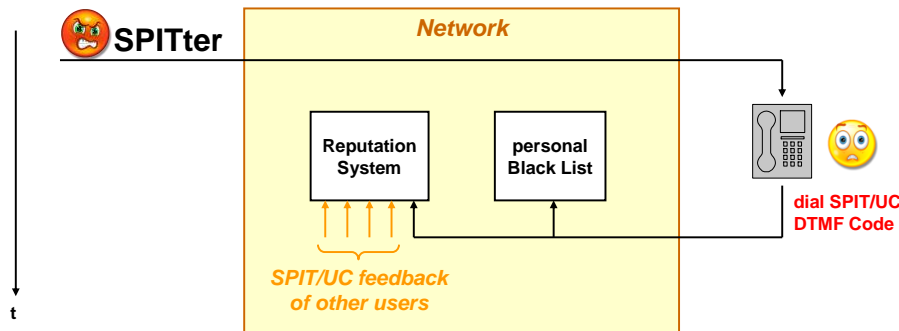 SPITter
Network
Reputation
System
personal
Black List
dial SPIT/UC
DTMF Code
SPIT/UC feedback
of other users
t